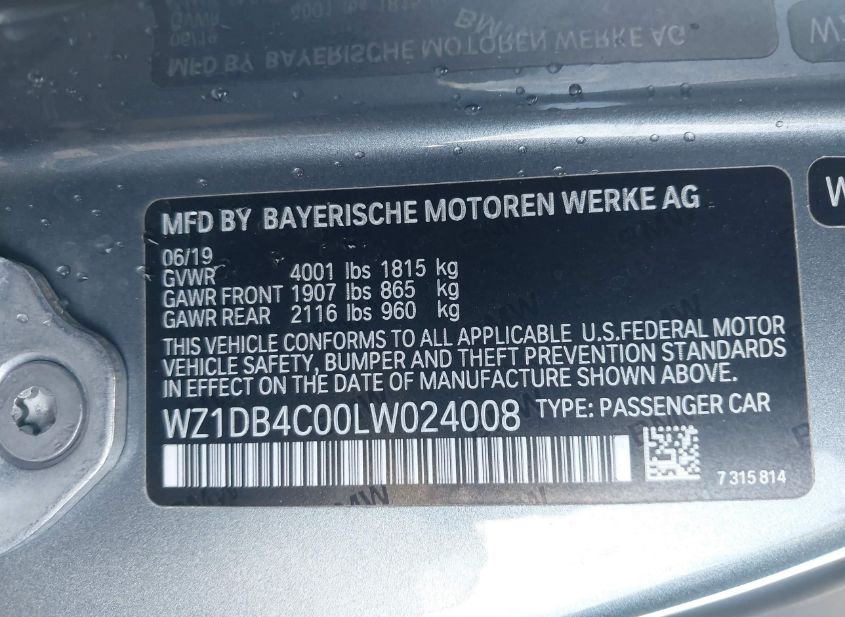 MFD BY BAYERISCHE MOTOREN WERKE AG
06/19
GVWR 4001 lbs 1815 kg
GAWR FRONT 1907 lbs 865 kg
GAWR REAR 2116 lbs 960 kg
THIS VEHICLE CONFORMS TO ALL APPLICABLE U.S.FEDERAL MOTOR
VEHICLE SAFETY, BUMPER AND THEFT PREVENTION STANDARDS
IN EFFECT ON THE DATE OF MANUFACTURE SHOWN ABOVE.
WZ1DB4C00LW024008 TYPE: PASSENGER CAR
7 315 814